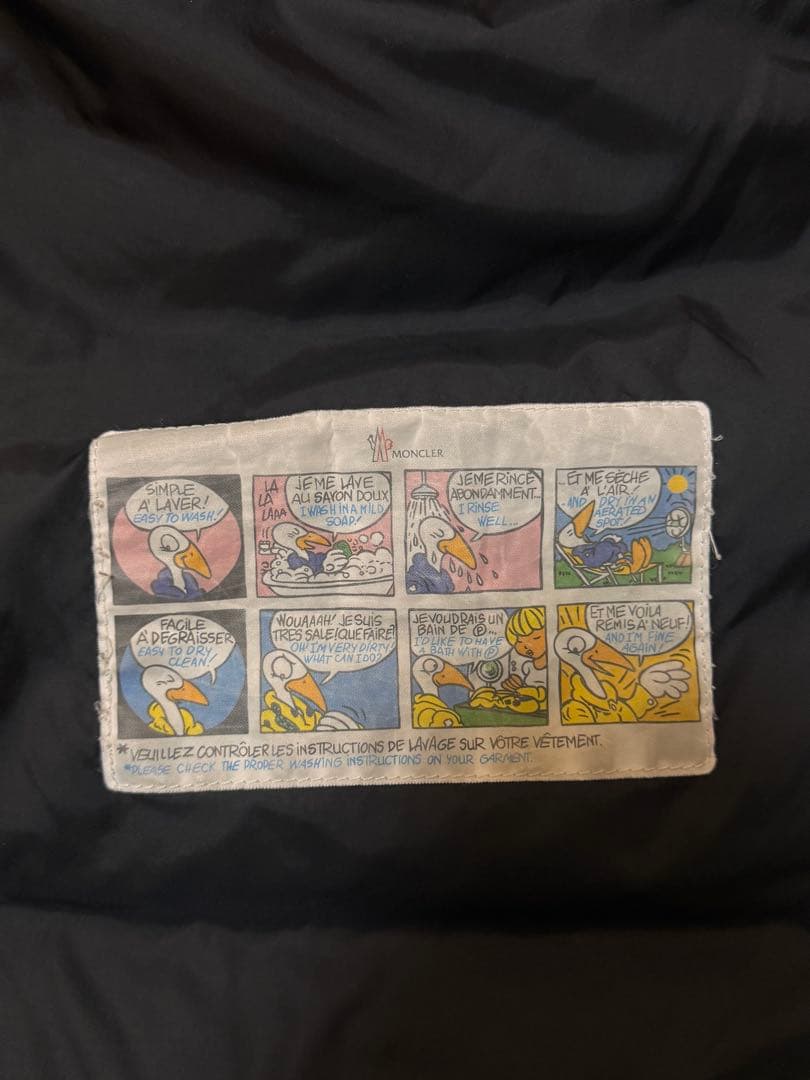 MONCLER
SIMPLE
A' LAVER!
EASY TO WASH!
LA
LA
LAAA
JE ME LAVE
AU SAVON DOUX
I WASH IN A MILD
SOAP!
JE ME RINCE
ABONDAMMENT...
I RINSE
WELL...
..ET ME SÈCHE
A' L'AIR!
..AND DRY IN AN
AERATED
SPOT!
FACILE
A' DÉGRAISSER
EASY TO DRY
CLEAN!
WOUAAAH! JE SUIS
TRES SALE! QUE FAIRE?
OH! I'M VERY DIRTY!
WHAT CAN I DO?
JE VOUDRAIS UN
BAIN DE Ⓟ...
I'D LIKE TO HAVE
A BATH WITH Ⓟ
ET ME VOILA
REMIS A' NEUF!
AND I'M FINE
AGAIN!
* VEUILLEZ CONTRÔLER LES INSTRUCTIONS DE LAVAGE SUR VÔTRE VÊTEMENT.
*PLEASE CHECK THE PROPER WASHING INSTRUCTIONS ON YOUR GARMENT.